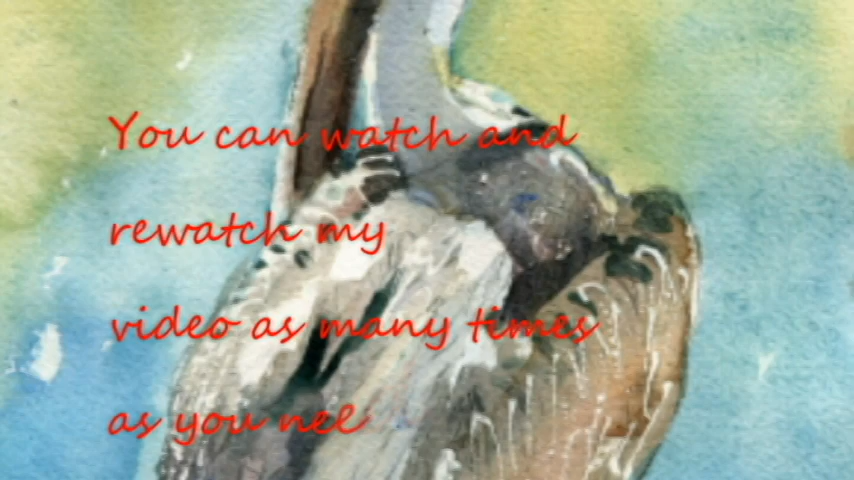 You can watch and
rewatch my
video as many times
as you nee